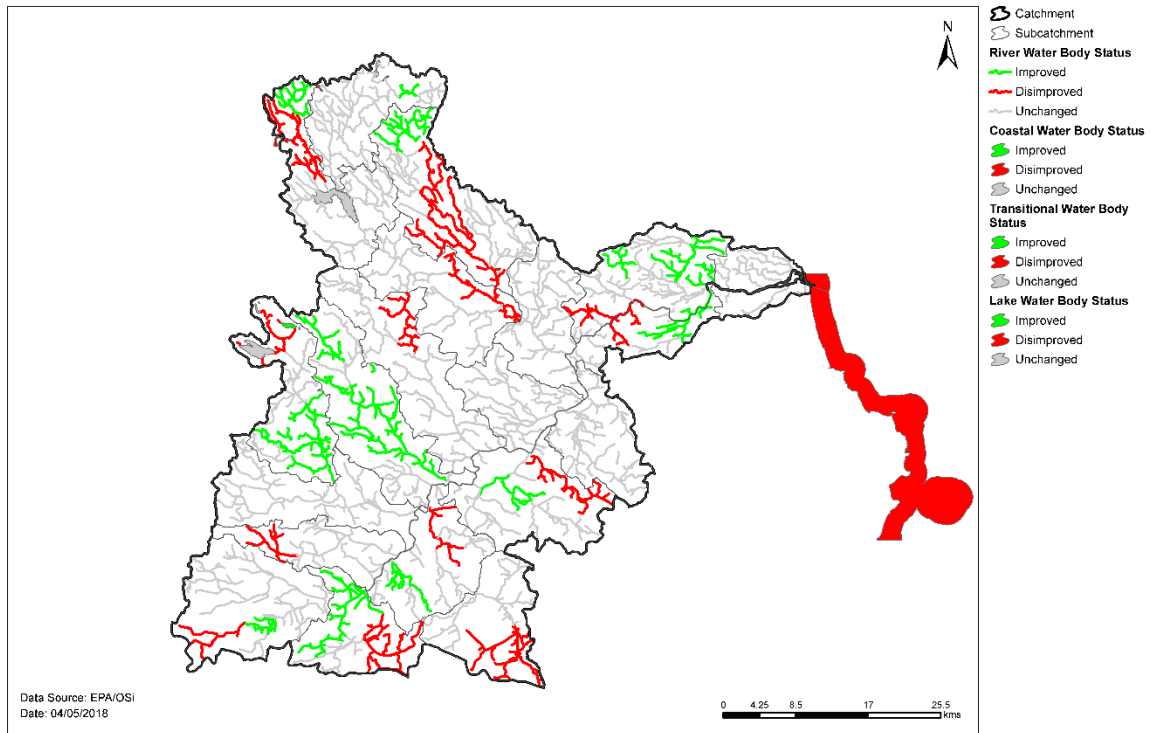 N
Catchment
Subcatchment
River Water Body Status
Improved
Disimproved
Unchanged
Coastal Water Body Status
Improved
Disimproved
Unchanged
Transitional Water Body
Status
Improved
Disimproved
Unchanged
Lake Water Body Status
Improved
Disimproved
Unchanged
Data Source: EPA/OSi
Date: 04/05/2018
0 4.25 8.5 17 25.5
kms